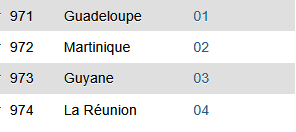 971 Guadeloupe 01
972 Martinique 02
973 Guyane 03
974 La Réunion 04